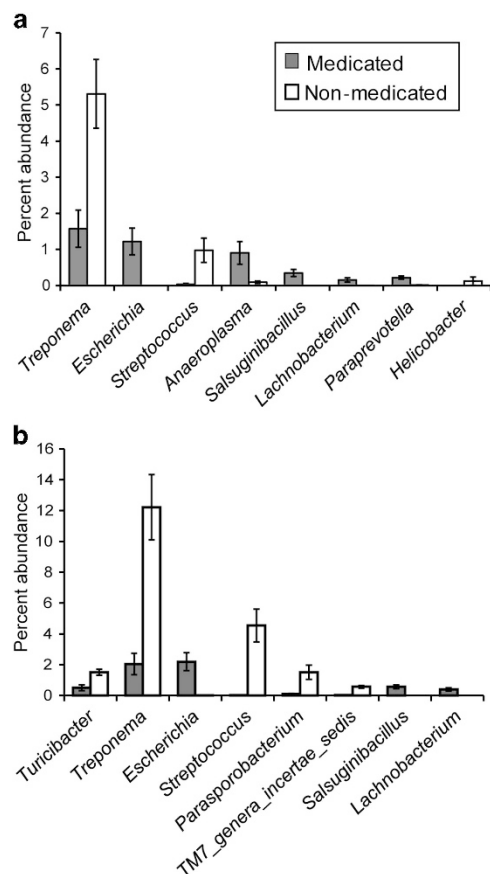 a
7
6
5
4
3
2
1
0
Percent abundance
Medicated
Non-medicated
Treponema
Escherichia
Streptococcus
Anaeroplasma
Salsuginibacillus
Lachnobacterium
Paraprevotella
Helicobacter
b
16
14
12
10
8
6
4
2
0
Percent abundance
Turicibacter
Treponema
Escherichia
Streptococcus
Parasporobacterium
TM7_genera_incertae_sedis
Salsuginibacillus
Lachnobacterium